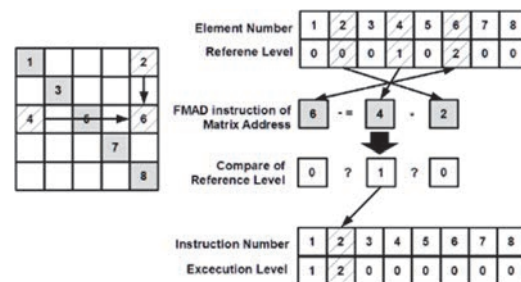 1 2
3
4 5 6
7
8
Element Number 1 2 3 4 5 6 7 8
Referene Level 0 0 0 1 0 2 0 0
FMAD instruction of
Matrix Address
6 -= 4 - 2
Compare of
Reference Level
0 ? 1 ? 0
Instruction Number 1 2 3 4 5 6 7 8
Excecution Level 1 2 0 0 0 0 0 0